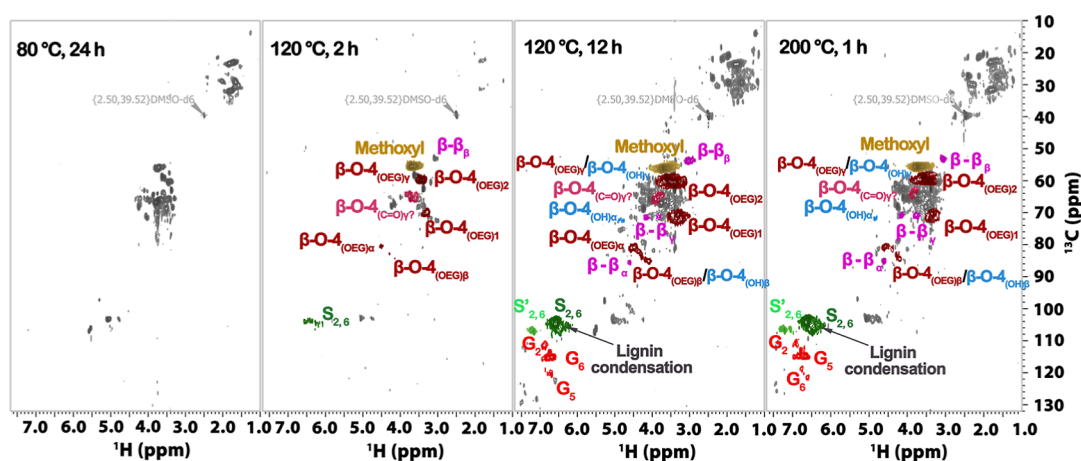 80 °C, 24 h
{2.50,39.52}DMSO-d6
7.0 6.0 5.0 4.0 3.0 2.0 1.0
¹H (ppm)
120 °C, 2 h
{2.50,39.52}DMSO-d6
Methoxyl
β-β
β
β-O-4(OEG)γ
β-O-4(OEG)2
β-O-4(C=O)γ?
β-O-4(OEG)1
β-O-4(OEG)α
β-O-4(OEG)β
S2,6
7.0 6.0 5.0 4.0 3.0 2.0 1.0
¹H (ppm)
120 °C, 12 h
{2.50,39.52}DMSO-d6
Methoxyl
β-ββ
β-O-4(OEG)γ/β-O-4(OH)γ
β-O-4(OEG)2
β-O-4(C=O)γ?
β-O-4(OH)α
β-O-4(OEG)1
β-βγ
β-O-4(OEG)α
β-βα
β-O-4(OEG)β/β-O-4(OH)β
S'2,6
S2,6
G2
G6
G5
Lignin
condensation
7.0 6.0 5.0 4.0 3.0 2.0 1.0
¹H (ppm)
200 °C, 1 h
{2.50,39.52}DMSO-d6
Methoxyl
β-ββ
β-O-4(OEG)γ/β-O-4(OH)γ
β-O-4(OEG)2
β-O-4(C=O)γ?
β-O-4(OH)α
β-O-4(OEG)1
β-βγ
β-βα
β-O-4(OEG)β/β-O-4(OH)β
S'2,6
S2,6
G2
G5
G6
Lignin
condensation
7.0 6.0 5.0 4.0 3.0 2.0 1.0
¹H (ppm)
10
20
30
40
50
60
70
80
90
100
110
120
130
¹³C (ppm)